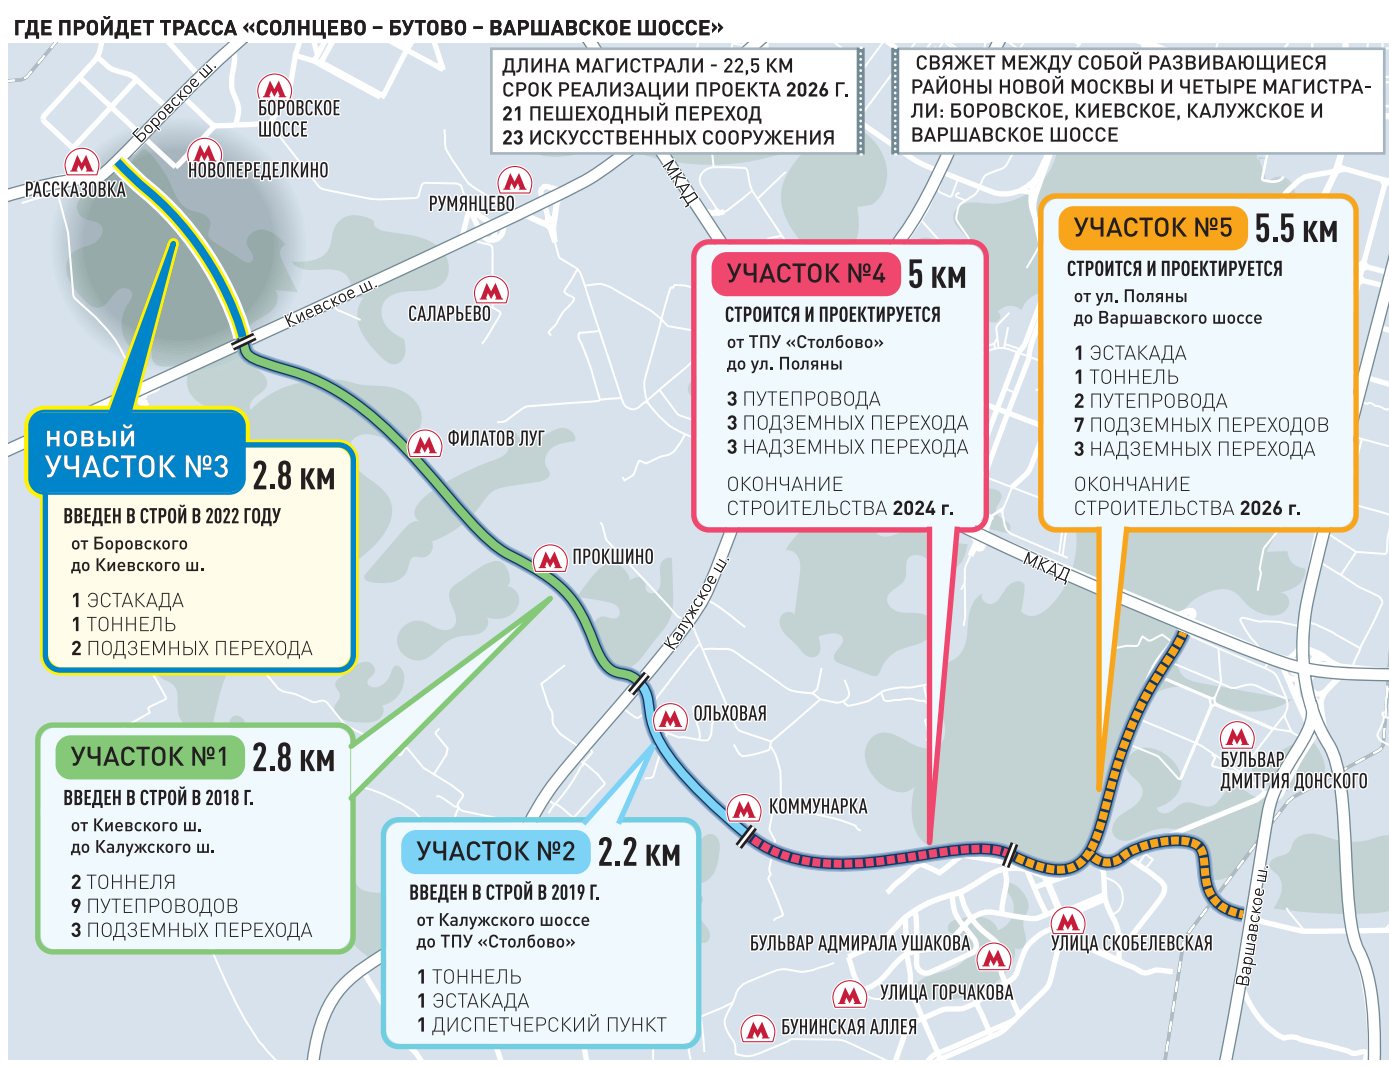 ГДЕ ПРОЙДЕТ ТРАССА «СОЛНЦЕВО – БУТОВО – ВАРШАВСКОЕ ШОССЕ»
ДЛИНА МАГИСТРАЛИ - 22,5 КМ
СРОК РЕАЛИЗАЦИИ ПРОЕКТА 2026 Г.
21 ПЕШЕХОДНЫЙ ПЕРЕХОД
23 ИСКУССТВЕННЫХ СООРУЖЕНИЯ
СВЯЖЕТ МЕЖДУ СОБОЙ РАЗВИВАЮЩИЕСЯ
РАЙОНЫ НОВОЙ МОСКВЫ И ЧЕТЫРЕ МАГИСТРА-
ЛИ: БОРОВСКОЕ, КИЕВСКОЕ, КАЛУЖСКОЕ И
ВАРШАВСКОЕ ШОССЕ
Боровское ш.
М
БОРОВСКОЕ
ШОССЕ
М
РАССКАЗОВКА
М
НОВОПЕРЕДЕЛКИНО
М
РУМЯНЦЕВО
МКАД
М
САЛАРЬЕВО
Киевское ш.
УЧАСТОК №4 5 КМ
СТРОИТСЯ И ПРОЕКТИРУЕТСЯ
от ТПУ «Столбово»
до ул. Поляны
3 ПУТЕПРОВОДА
3 ПОДЗЕМНЫХ ПЕРЕХОДА
3 НАДЗЕМНЫХ ПЕРЕХОДА
ОКОНЧАНИЕ
СТРОИТЕЛЬСТВА 2024 г.
УЧАСТОК №5 5.5 КМ
СТРОИТСЯ И ПРОЕКТИРУЕТСЯ
от ул. Поляны
до Варшавского шоссе
1 ЭСТАКАДА
1 ТОННЕЛЬ
2 ПУТЕПРОВОДА
7 ПОДЗЕМНЫХ ПЕРЕХОДОВ
3 НАДЗЕМНЫХ ПЕРЕХОДА
ОКОНЧАНИЕ
СТРОИТЕЛЬСТВА 2026 г.
НОВЫЙ
УЧАСТОК №3 2.8 КМ
ВВЕДЕН В СТРОЙ В 2022 ГОДУ
от Боровского
до Киевского ш.
1 ЭСТАКАДА
1 ТОННЕЛЬ
2 ПОДЗЕМНЫХ ПЕРЕХОДА
М
ФИЛАТОВ ЛУГ
М
ПРОКШИНО
Калужское ш.
МКАД
М
ОЛЬХОВАЯ
М
КОММУНАРКА
М
БУЛЬВАР
ДМИТРИЯ ДОНСКОГО
УЧАСТОК №1 2.8 КМ
ВВЕДЕН В СТРОЙ В 2018 Г.
от Киевского ш.
до Калужского ш.
2 ТОННЕЛЯ
9 ПУТЕПРОВОДОВ
3 ПОДЗЕМНЫХ ПЕРЕХОДА
УЧАСТОК №2 2.2 КМ
ВВЕДЕН В СТРОЙ В 2019 Г.
от Калужского шоссе
до ТПУ «Столбово»
1 ТОННЕЛЬ
1 ЭСТАКАДА
1 ДИСПЕТЧЕРСКИЙ ПУНКТ
Варшавское ш.
М
УЛИЦА СКОБЕЛЕВСКАЯ
БУЛЬВАР АДМИРАЛА УШАКОВА
М
М
УЛИЦА ГОРЧАКОВА
М
БУНИНСКАЯ АЛЛЕЯ